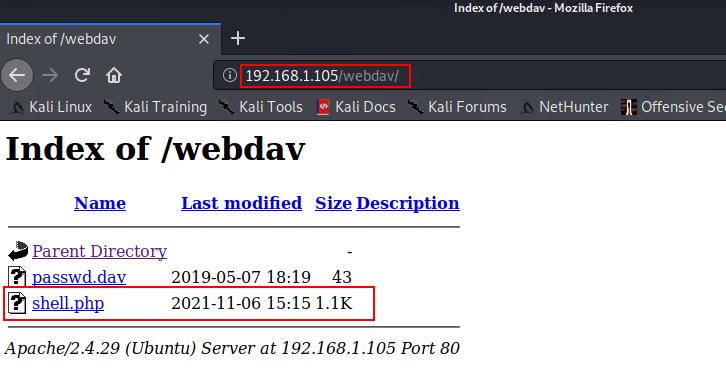 Index of /webdav - Mozilla Firefox
Index of /webdav
192.168.1.105/webdav/
Kali Linux Kali Training Kali Tools Kali Docs Kali Forums NetHunter Offensive Sec
Index of /webdav
Name Last modified Size Description
Parent Directory -
passwd.dav 2019-05-07 18:19 43
shell.php 2021-11-06 15:15 1.1K
Apache/2.4.29 (Ubuntu) Server at 192.168.1.105 Port 80